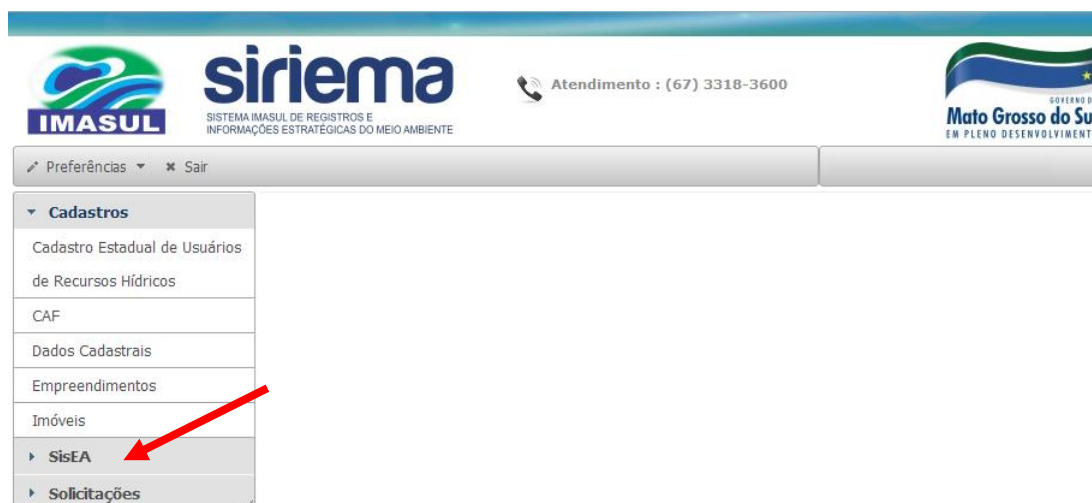 IMASUL
siriema
SISTEMA IMASUL DE REGISTROS E
INFORMAÇÕES ESTRATÉGICAS DO MEIO AMBIENTE
Atendimento : (67) 3318-3600
GOVERNO D
Mato Grosso do Su
EM PLENO DESENVOLVIMENT
Preferências
Sair
Cadastros
Cadastro Estadual de Usuários
de Recursos Hídricos
CAF
Dados Cadastrais
Empreendimentos
Imóveis
SisEA
Solicitações